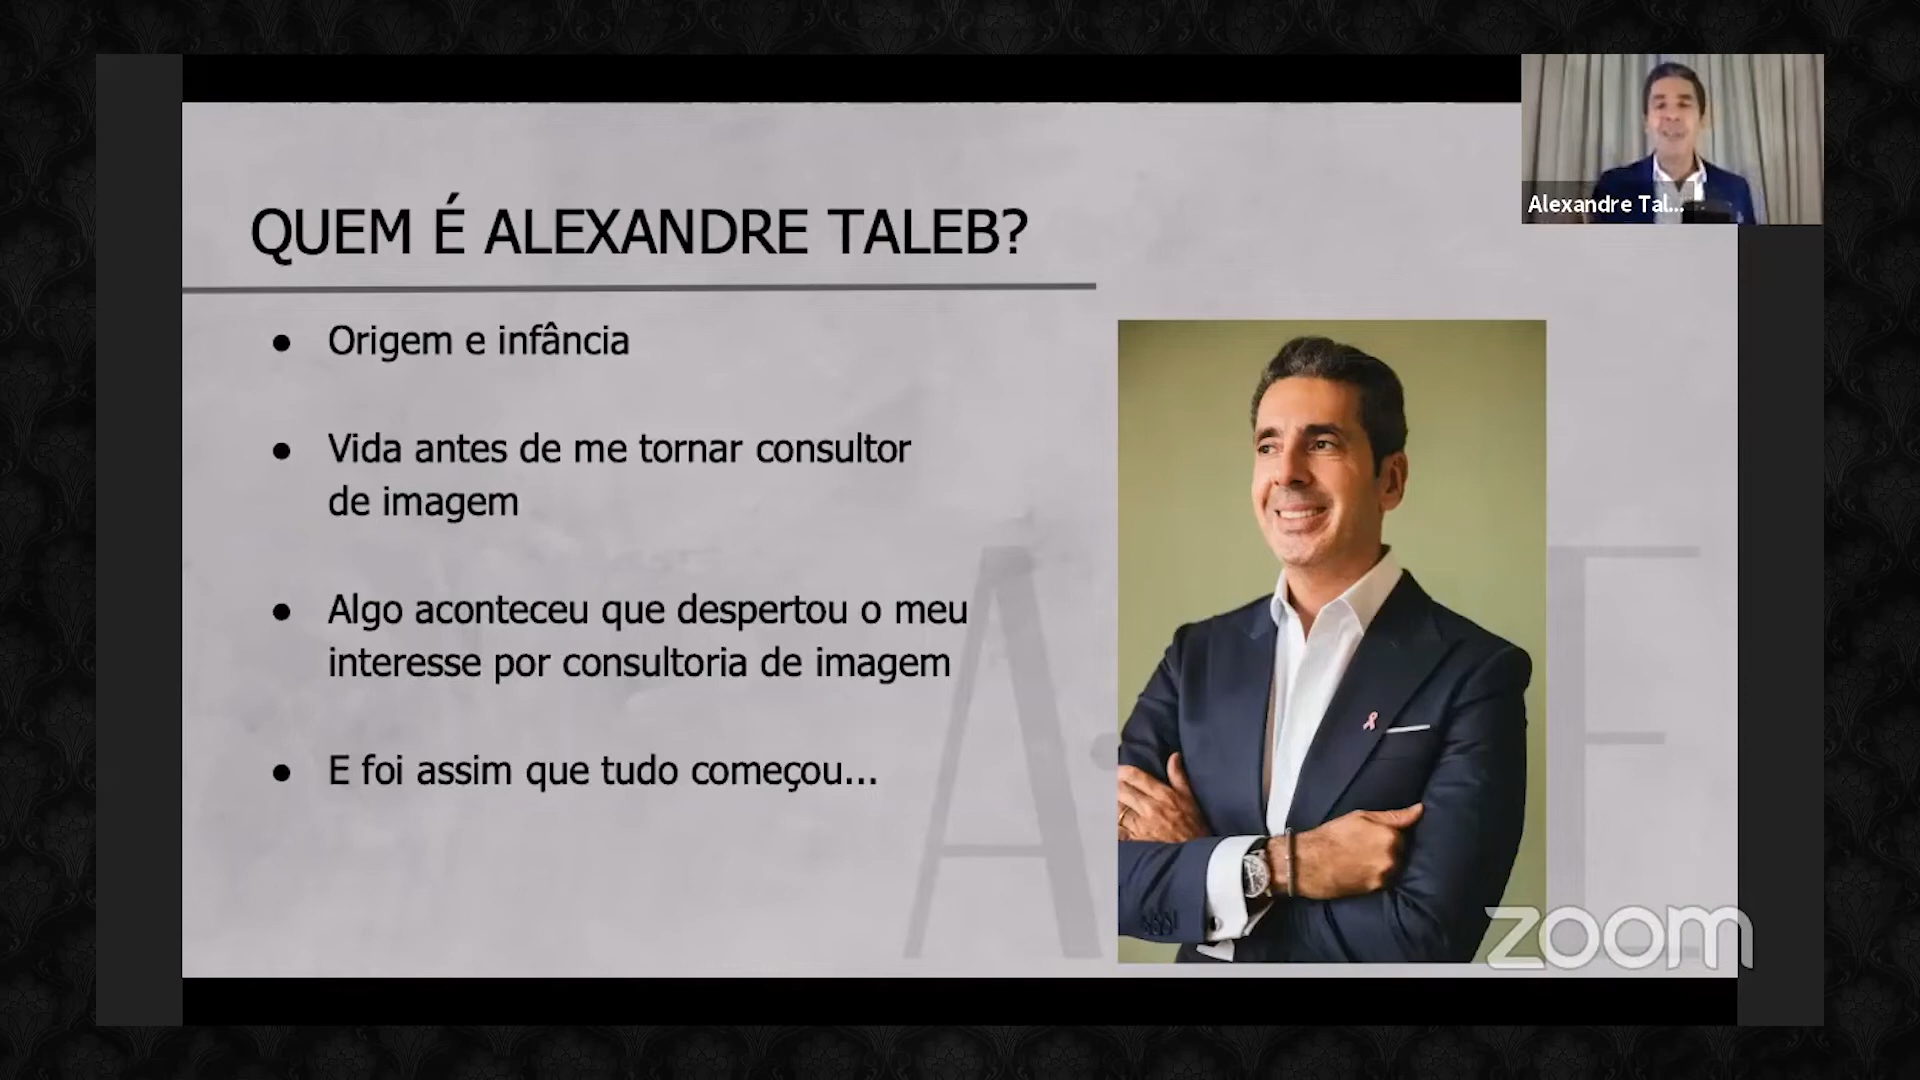 QUEM É ALEXANDRE TALEB?
Alexandre Tal...
● Origem e infância
● Vida antes de me tornar consultor
de imagem
● Algo aconteceu que despertou o meu
interesse por consultoria de imagem
● E foi assim que tudo começou...
zoom